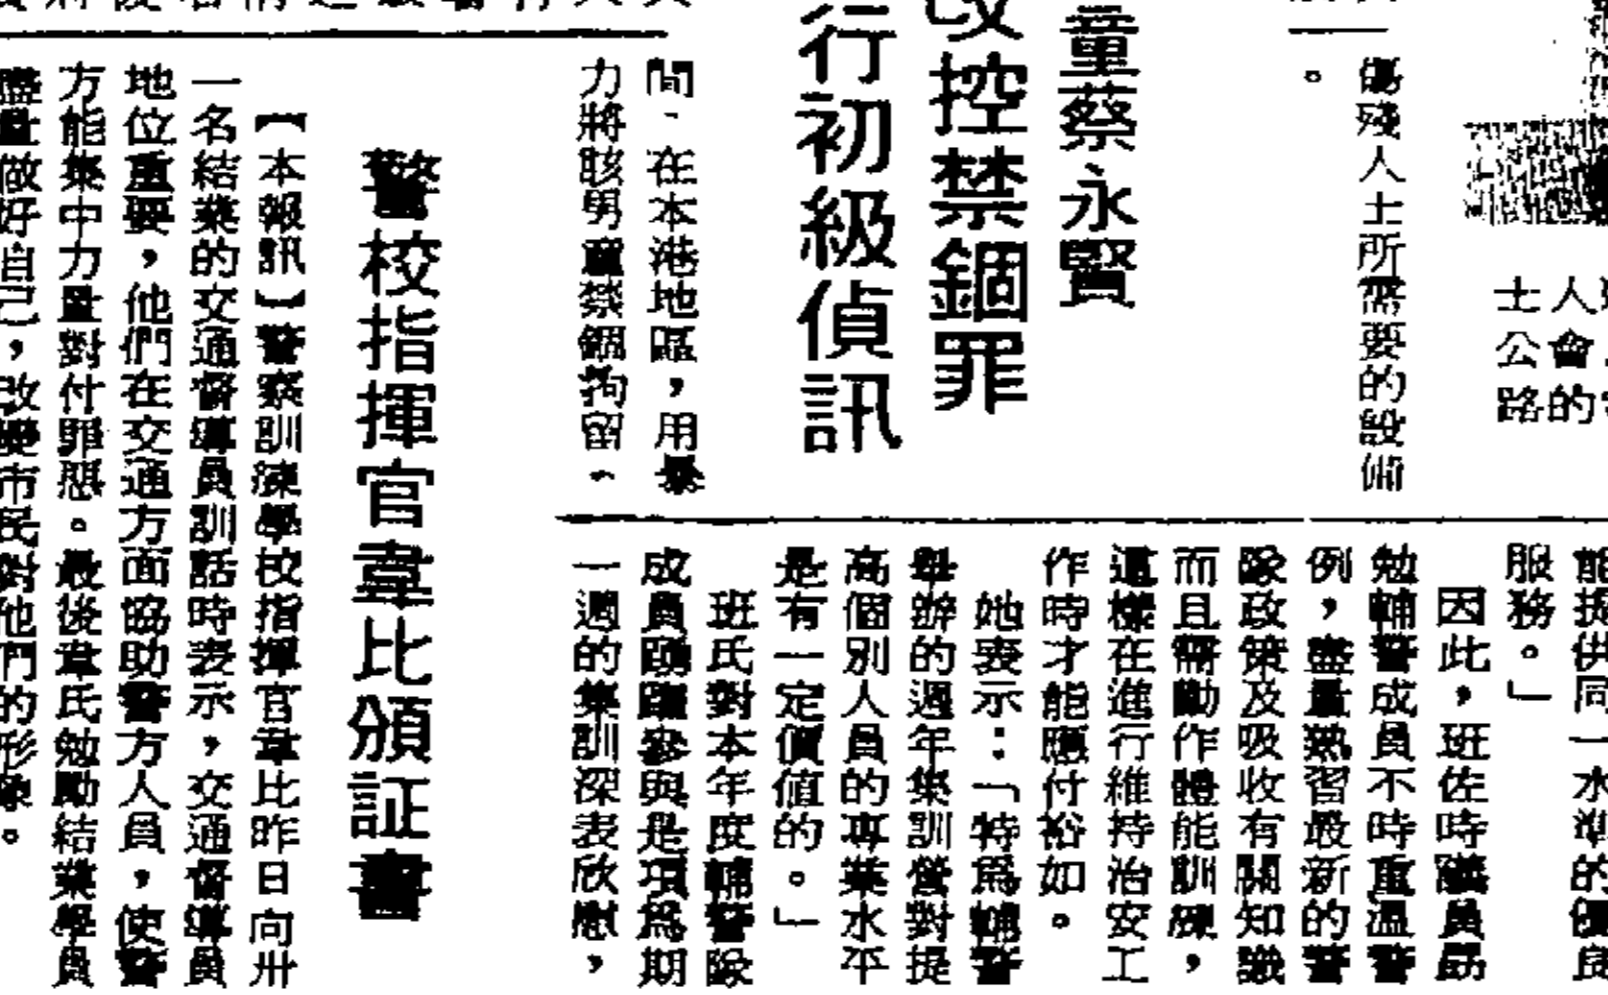 傷殘人士所需要的設備
。
童蔡永賢
控禁錮罪
行初級偵訊
間,在本港地區,用暴
力將該男童禁錮拘留。
士人
公會
路的
能提供同一水準的優良
服務。」
因此,班佐時議員勗
勉輔警成員不時重溫警
例,盡量熟習最新的警
隊政策及吸收有關知識
而且需勤作體能訓練,
這樣在進行維持治安工
作時才能應付裕如。
她表示:「特為輔警
舉辦的週年集訓營對提
高個別人員的專業水平
是有一定價值的。」
班氏對本年度輔警隊
成員踴躍參與是項為期
一週的集訓深表欣慰,
警校指揮官韋比頒証書
【本報訊】警察訓練學校指揮官韋比昨日向卅
一名結業的交通督導員訓話時表示,交通督導員
地位重要,他們在交通方面協助警方人員,使警
方能集中力量對付罪惡。最後韋氏勉勵結業學員
盡量做好自己,改變市民對他們的形象。